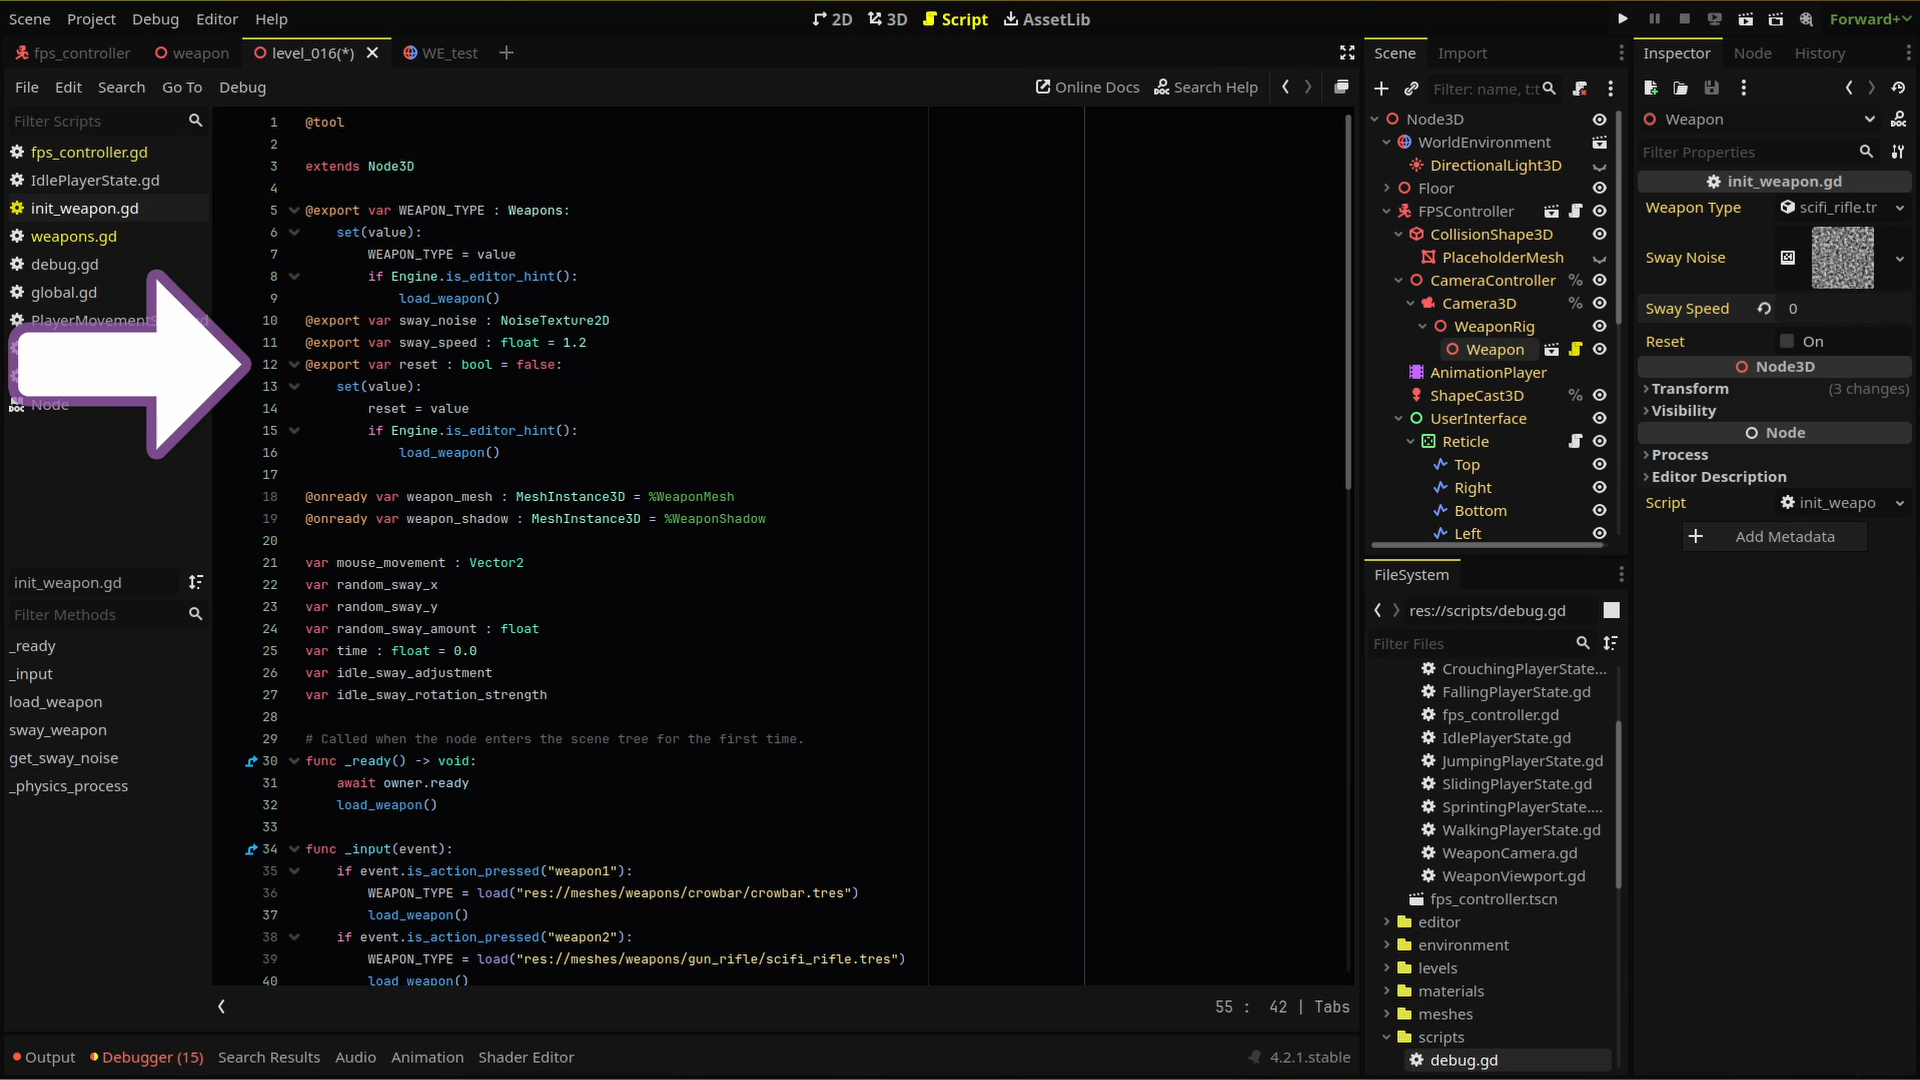 Scene Project Debug Editor Help
2D 3D Script AssetLib
Forward+
fps_controller weapon level_016(*) WE_test
File Edit Search Go To Debug
Online Docs Search Help
Filter Scripts
fps_controller.gd
IdlePlayerState.gd
init_weapon.gd
weapons.gd
debug.gd
global.gd
Node
init_weapon.gd
Filter Methods
_ready
_input
load_weapon
sway_weapon
get_sway_noise
_physics_process
1 @tool
2
3 extends Node3D
4
5 @export var WEAPON_TYPE : Weapons:
6 set(value):
7 WEAPON_TYPE = value
8 if Engine.is_editor_hint():
9 load_weapon()
10 @export var sway_noise : NoiseTexture2D
11 @export var sway_speed : float = 1.2
12 @export var reset : bool = false:
13 set(value):
14 reset = value
15 if Engine.is_editor_hint():
16 load_weapon()
17
18 @onready var weapon_mesh : MeshInstance3D = %WeaponMesh
19 @onready var weapon_shadow : MeshInstance3D = %WeaponShadow
20
21 var mouse_movement : Vector2
22 var random_sway_x
23 var random_sway_y
24 var random_sway_amount : float
25 var time : float = 0.0
26 var idle_sway_adjustment
27 var idle_sway_rotation_strength
28
29 # Called when the node enters the scene tree for the first time.
30 func _ready() -> void:
31 await owner.ready
32 load_weapon()
33
34 func _input(event):
35 if event.is_action_pressed("weapon1"):
36 WEAPON_TYPE = load("res://meshes/weapons/crowbar/crowbar.tres")
37 load_weapon()
38 if event.is_action_pressed("weapon2"):
39 WEAPON_TYPE = load("res://meshes/weapons/gun_rifle/scifi_rifle.tres")
40 load_weapon()
55 : 42 | Tabs
Output Debugger (15) Search Results Audio Animation Shader Editor
4.2.1.stable
Scene Import
Filter: name, t:t
Node3D
WorldEnvironment
DirectionalLight3D
Floor
FPSController
CollisionShape3D
PlaceholderMesh
CameraController %
Camera3D %
WeaponRig
Weapon
AnimationPlayer
ShapeCast3D %
UserInterface
Reticle
Top
Right
Bottom
Left
FileSystem
res://scripts/debug.gd
Filter Files
CrouchingPlayerState...
FallingPlayerState.gd
fps_controller.gd
IdlePlayerState.gd
JumpingPlayerState.gd
SlidingPlayerState.gd
SprintingPlayerState....
WalkingPlayerState.gd
WeaponCamera.gd
WeaponViewport.gd
fps_controller.tscn
editor
environment
levels
materials
meshes
scripts
debug.gd
Inspector Node History
Weapon
Filter Properties
init_weapon.gd
Weapon Type scifi_rifle.tr
Sway Noise
Sway Speed 0
Reset On
Node3D
Transform (3 changes)
Visibility
Node
Process
Editor Description
Script init_weapo
Add Metadata